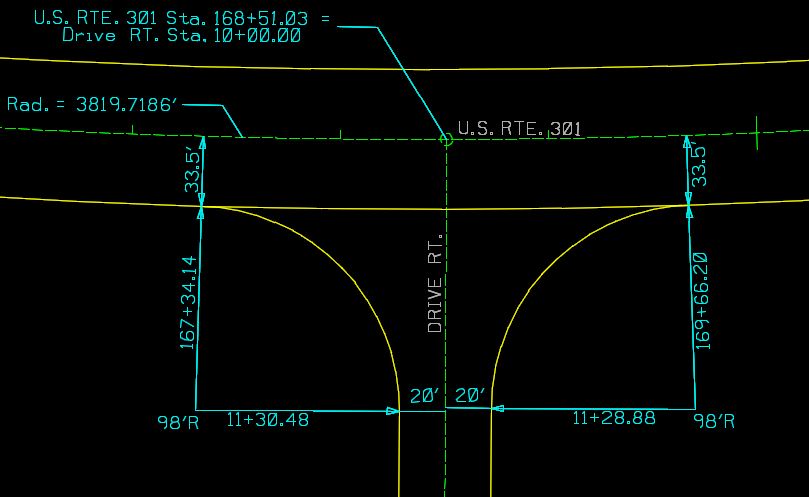 U.S. RTE. 301 Sta. 168+51.03 =
Drive RT. Sta. 10+00.00
Rad. = 3819.7186'
U.S. RTE. 301
33.5'
33.5'
DRIVE RT.
167+34.14
169+66.20
20' 20'
98'R
11+30.48
11+28.88
98'R